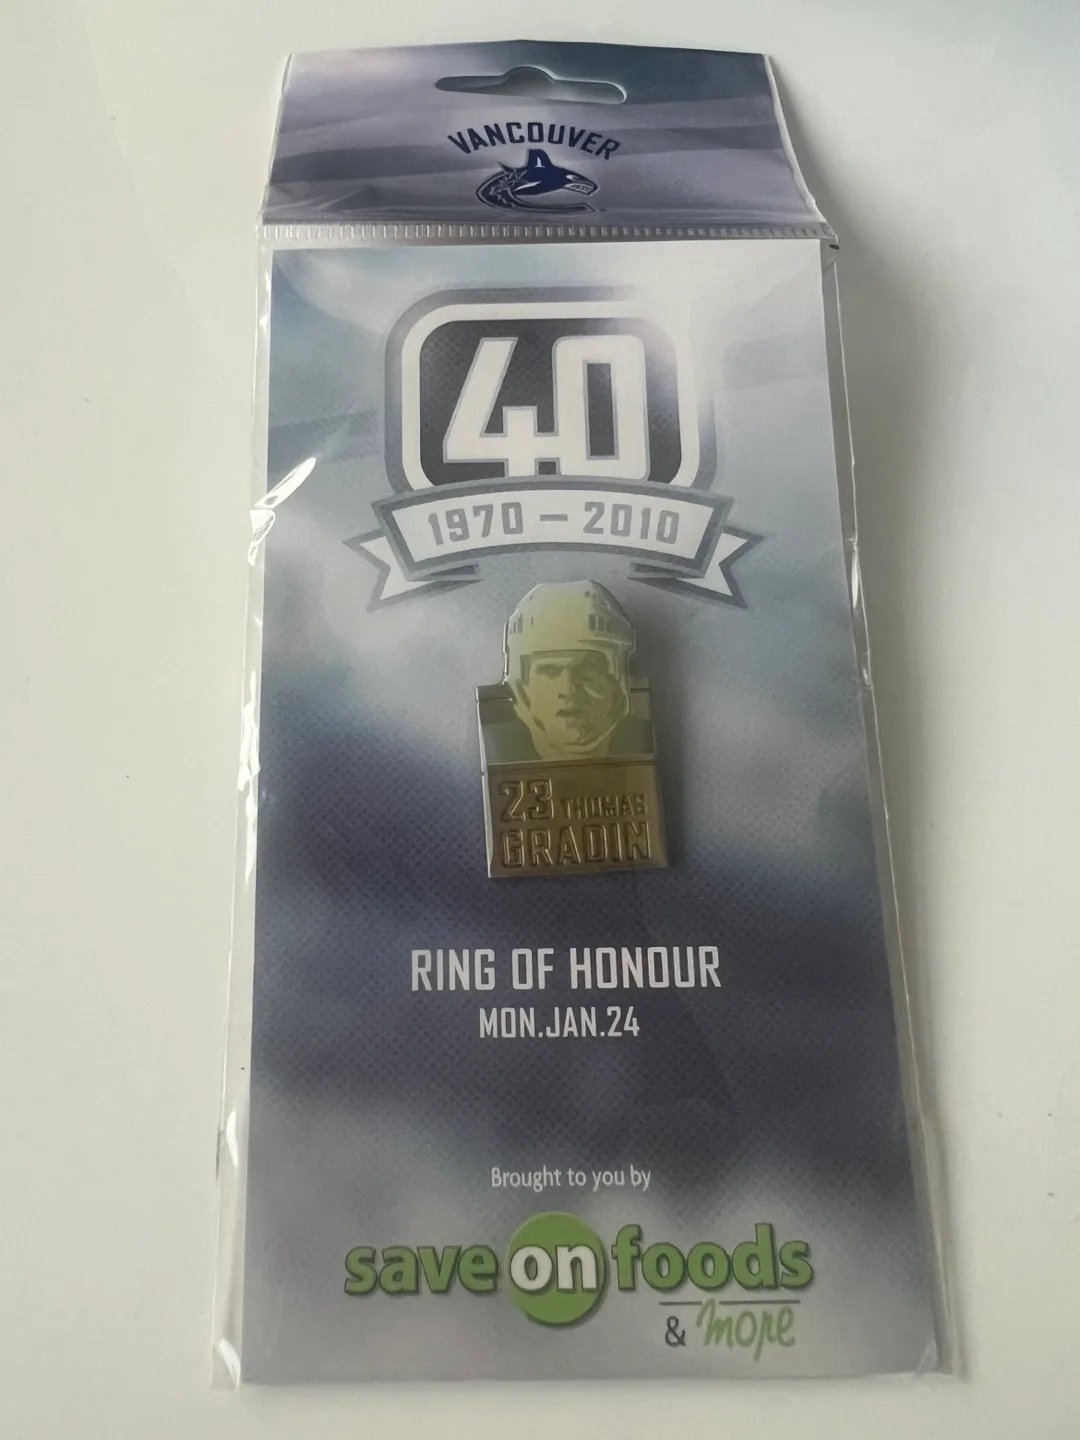 VANCOUVER
40
1970 – 2010
23 THOMAS
GRADIN
RING OF HONOUR
MON.JAN.24
Brought to you by
save on foods
& more